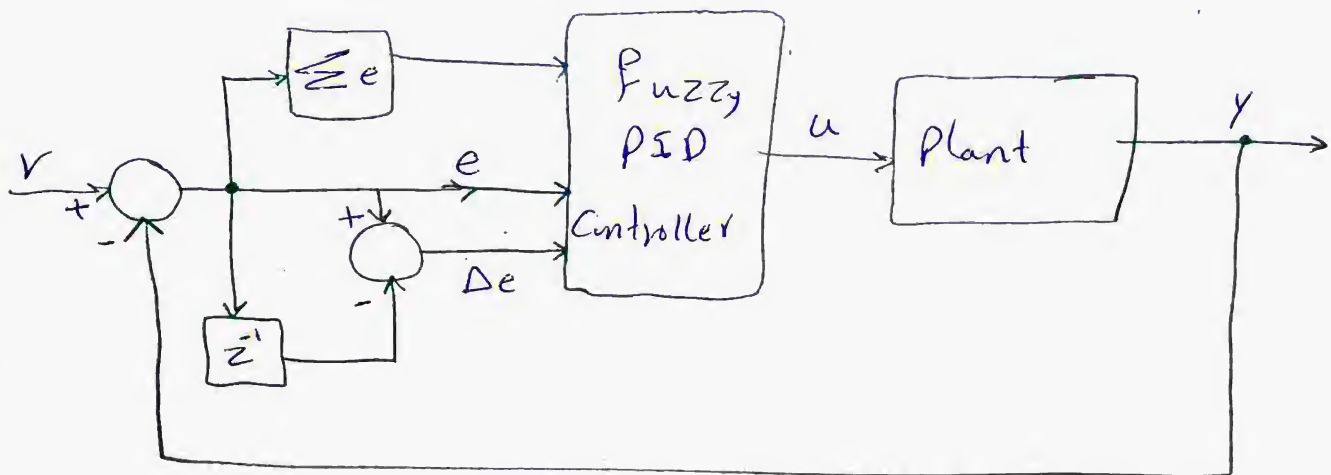 Σe
Fuzzy
PID
Controller
u
Plant
y
r
+
-
e
+
-
Δe
z⁻¹